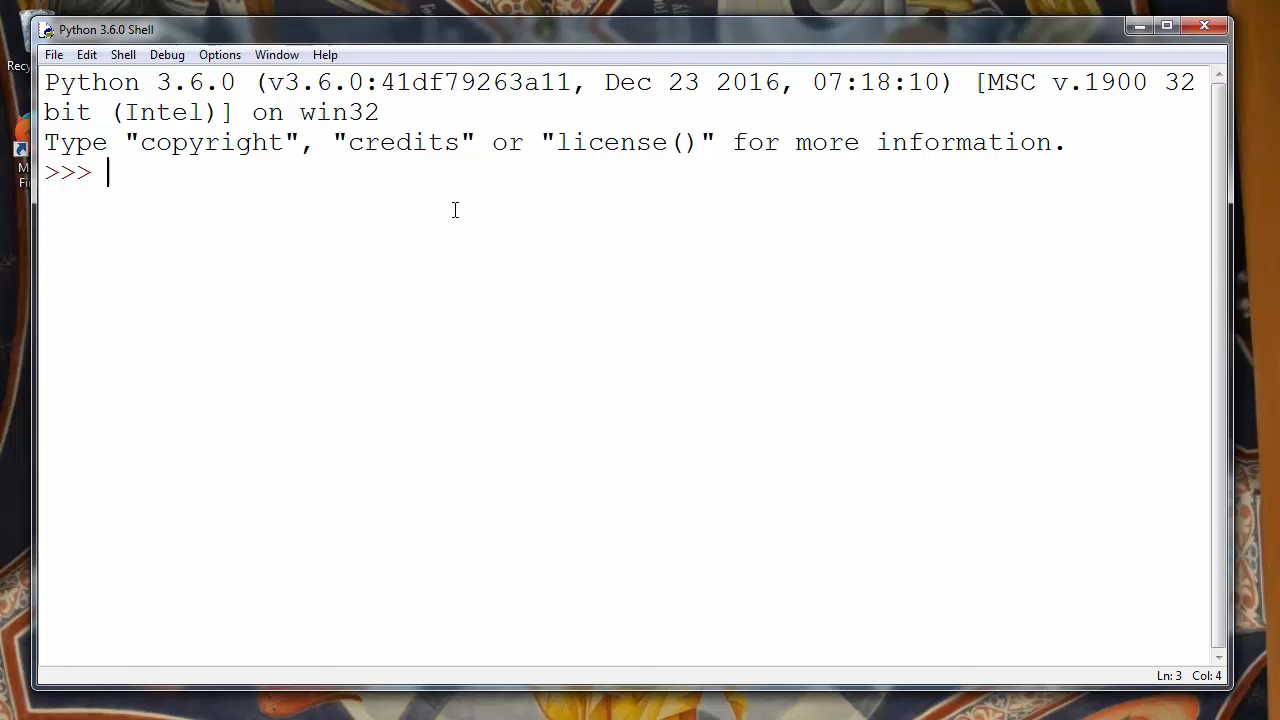 Recy
M
Fir
Python 3.6.0 Shell
File Edit Shell Debug Options Window Help
Python 3.6.0 (v3.6.0:41df79263a11, Dec 23 2016, 07:18:10) [MSC v.1900 32
bit (Intel)] on win32
Type "copyright", "credits" or "license()" for more information.
>>>
Ln: 3 Col: 4